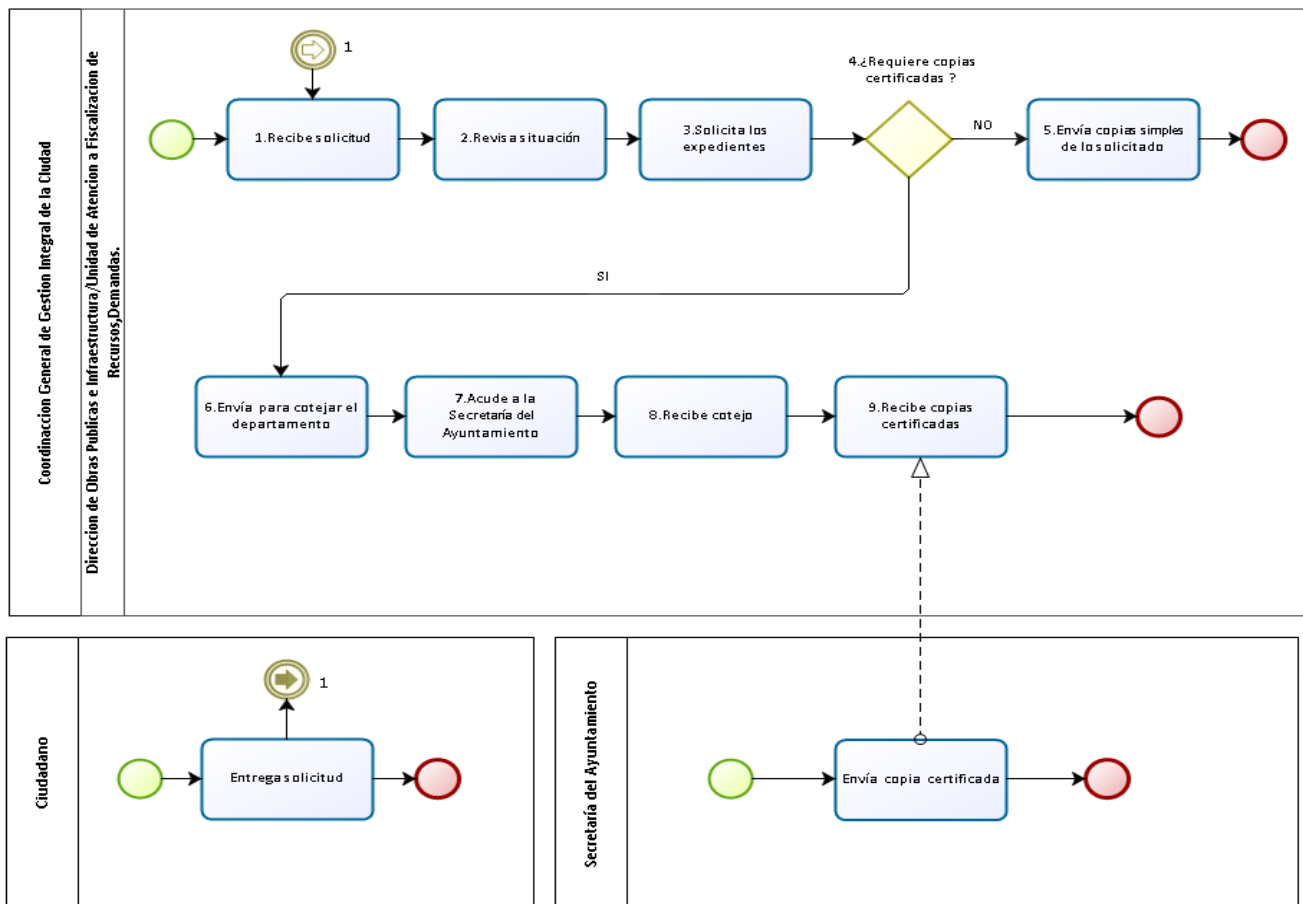 Coordinaccion General de Gestion Integral de la Ciudad
Direccion de Obras Publicas e Infraestructura/Unidad de Atencion a Fiscalizacion de
Recursos,Demandas.
1
4.¿Requiere copias
certificadas ?
1.Recibe solicitud
2.Revisa situación
3.Solicita los
expedientes
NO
5.Envía copias simples
de lo solicitado
SI
6.Envía para cotejar el
departamento
7.Acude a la
Secretaría del
Ayuntamiento
8.Recibe cotejo
9.Recibe copias
certificadas
Ciudadano
1
Entrega solicitud
Secretaría del Ayuntamiento
Envía copia certificada